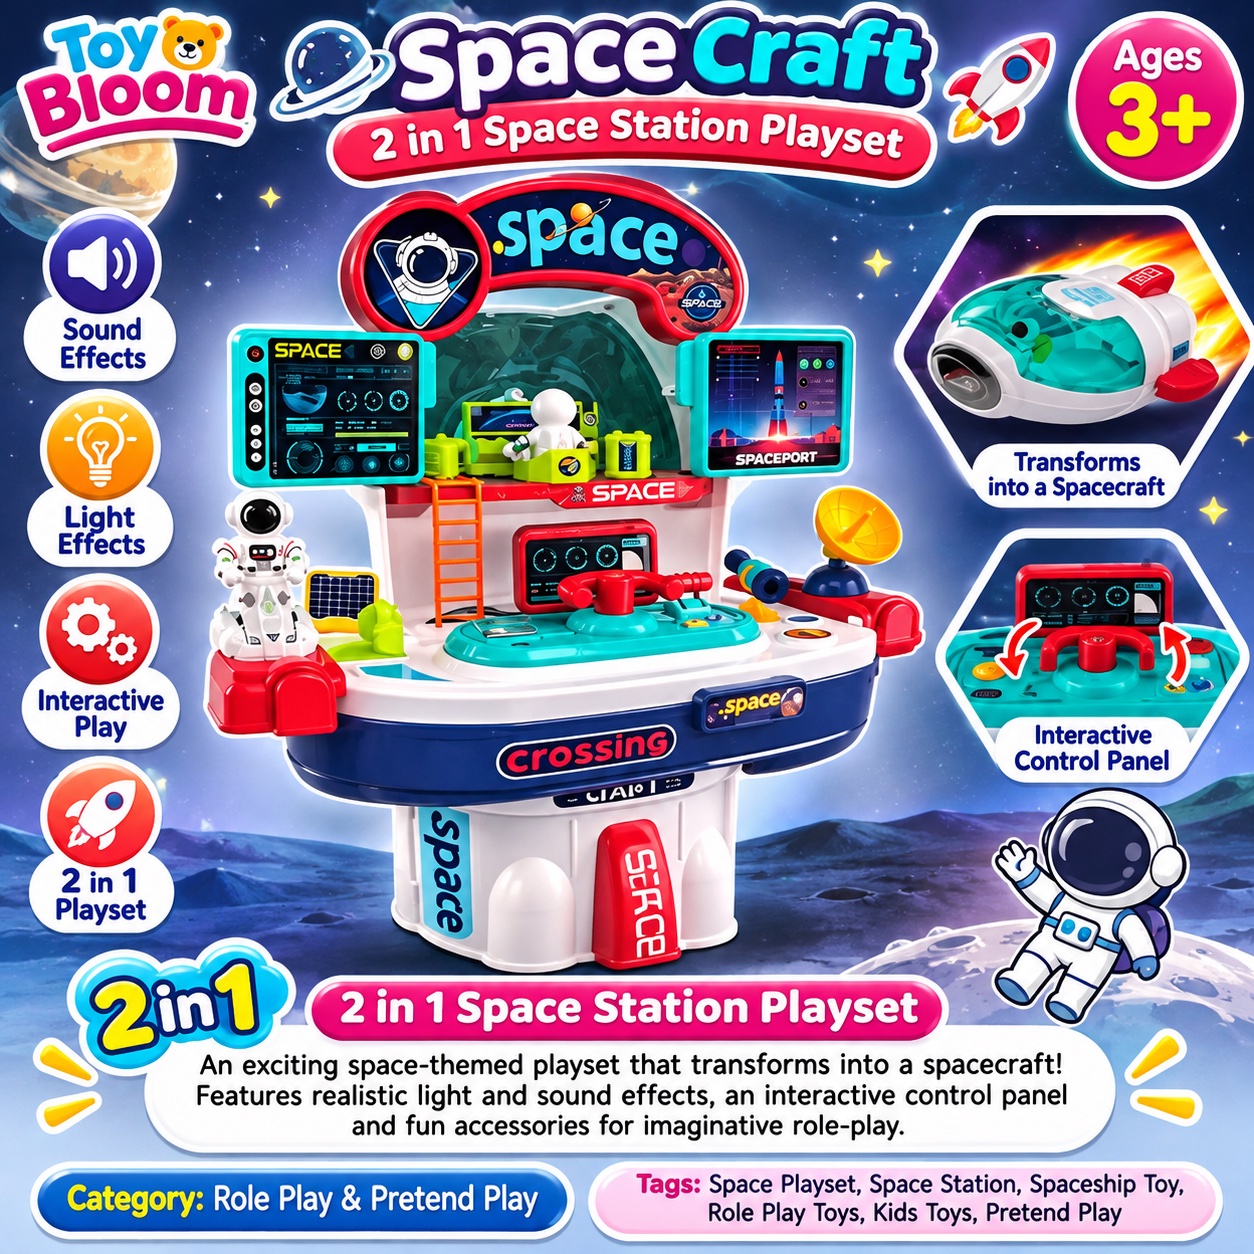 Toy
Bloom
Space Craft
2 in 1 Space Station Playset
Ages
3+
Sound
Effects
Light
Effects
Interactive
Play
2 in 1
Playset
space
SPACE
SPACE
SPACEPORT
SPACE
space
crossing
space
Transforms
into a Spacecraft
Interactive
Control Panel
2in1
2 in 1 Space Station Playset
An exciting space-themed playset that transforms into a spacecraft!
Features realistic light and sound effects, an interactive control panel
and fun accessories for imaginative role-play.
Category: Role Play & Pretend Play
Tags: Space Playset, Space Station, Spaceship Toy,
Role Play Toys, Kids Toys, Pretend Play